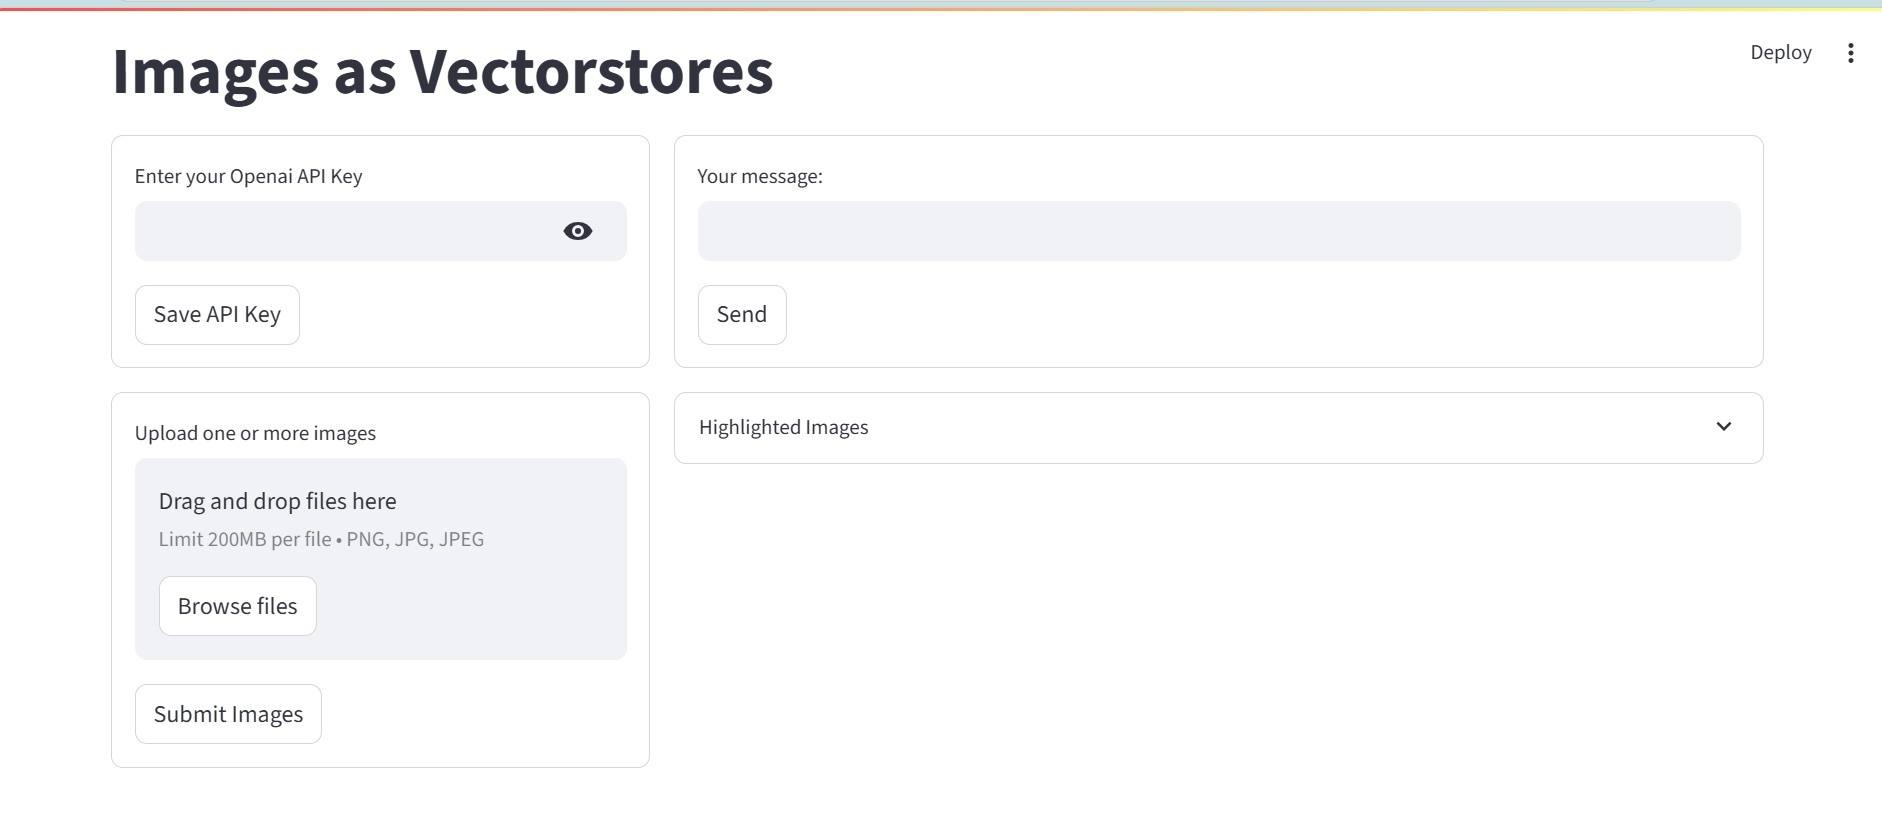 Deploy
Images as Vectorstores
Enter your Openai API Key
Save API Key
Upload one or more images
Drag and drop files here
Limit 200MB per file • PNG, JPG, JPEG
Browse files
Submit Images
Your message:
Send
Highlighted Images